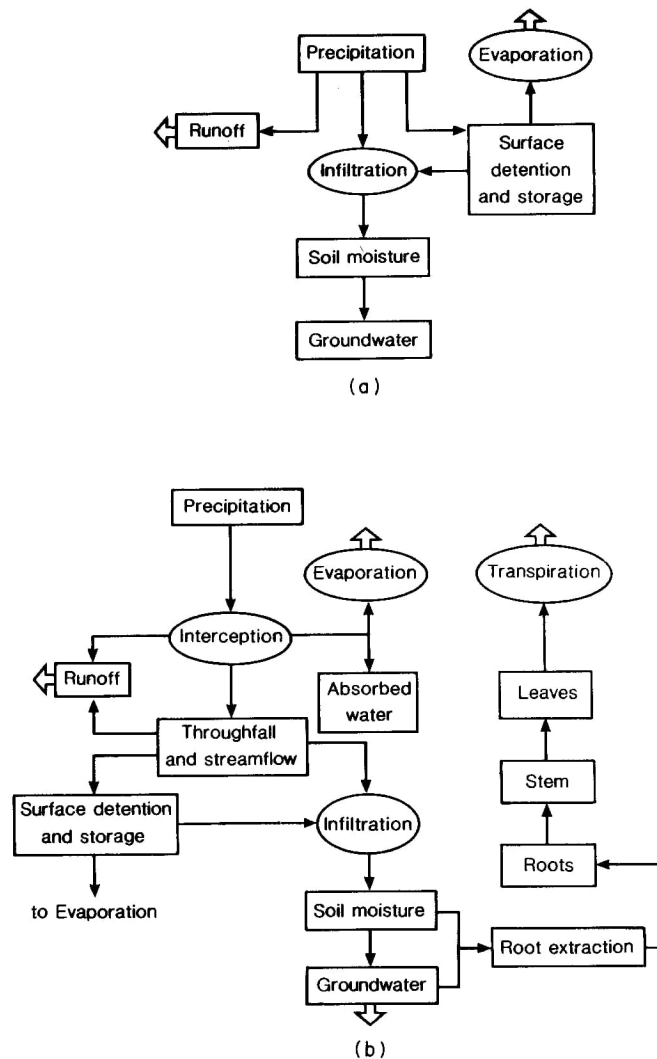 Precipitation
Evaporation
Runoff
Surface
detention
and storage
Infiltration
Soil moisture
Groundwater
(a)
Precipitation
Evaporation
Transpiration
Interception
Runoff
Absorbed
water
Leaves
Throughfall
and streamflow
Stem
Surface detention
and storage
Infiltration
Roots
to Evaporation
Soil moisture
Root extraction
Groundwater
(b)